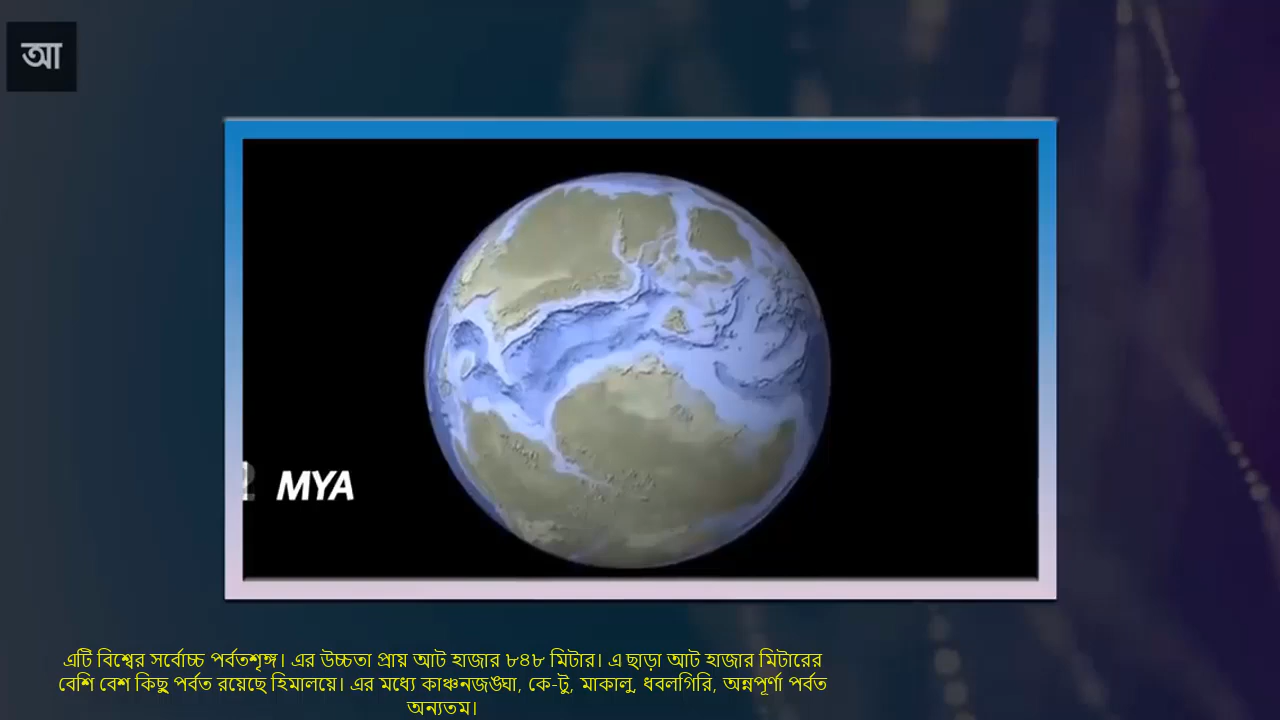 আ
MYA
এটি বিশ্বের সর্বোচ্চ পর্বতশৃঙ্গ। এর উচ্চতা প্রায় আট হাজার ৮৪৮ মিটার। এ ছাড়া আট হাজার মিটারের
বেশি বেশ কিছু পর্বত রয়েছে হিমালয়ে। এর মধ্যে কাঞ্চনজঙ্ঘা, কে-টু, মাকালু, ধবলগিরি, অন্নপূর্ণা পর্বত
অন্যতম।